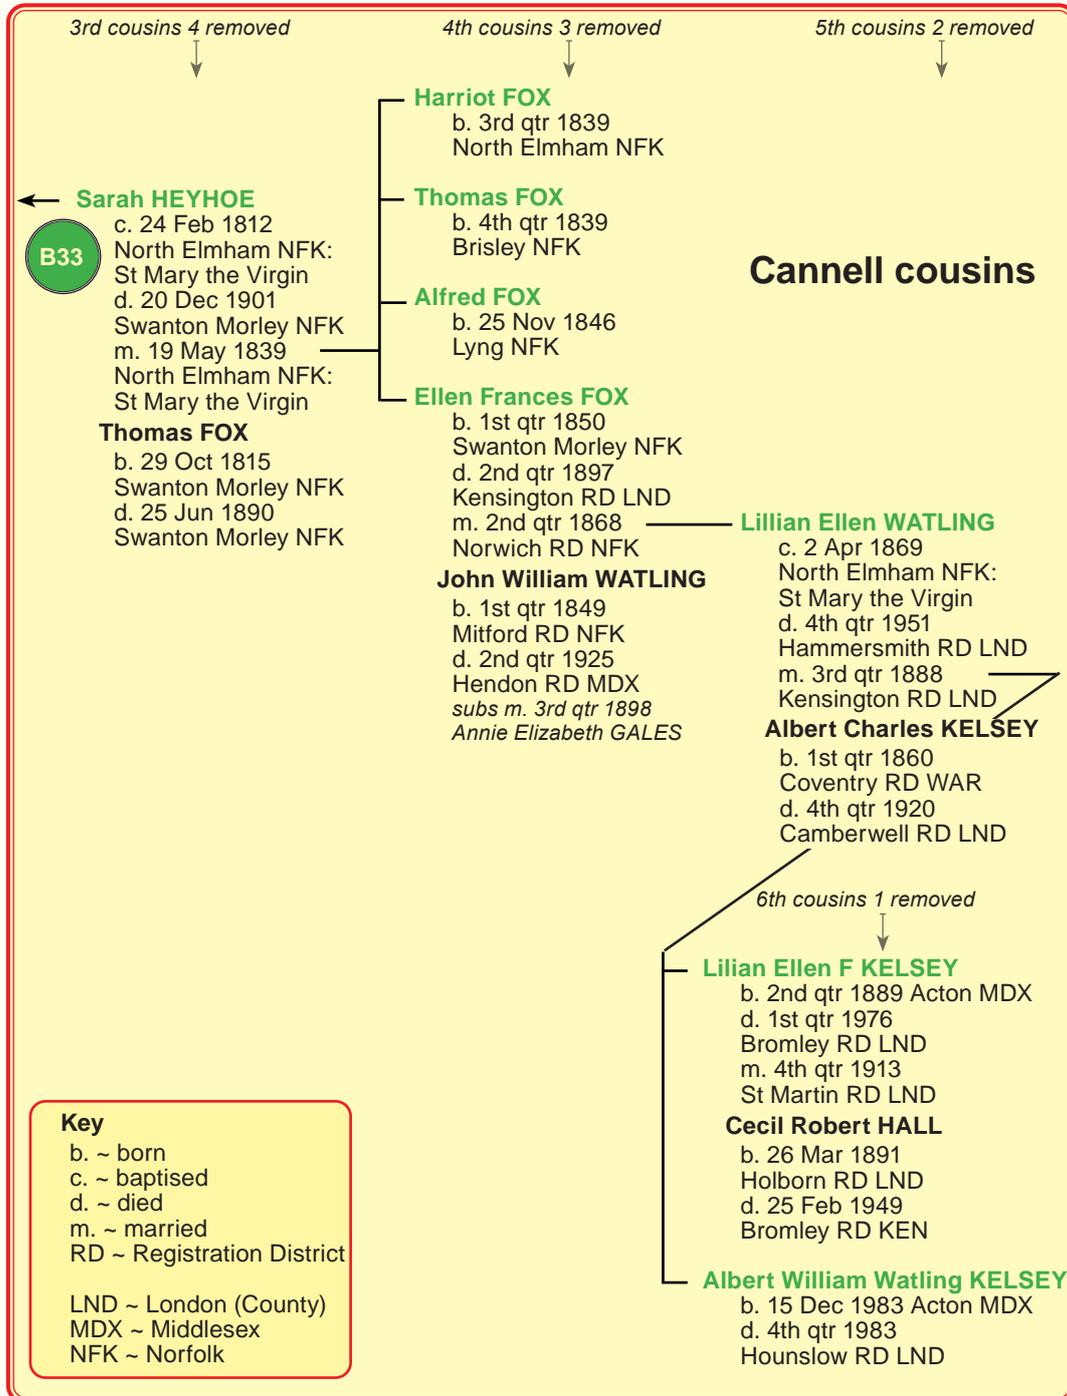 3rd cousins 4 removed
4th cousins 3 removed
5th cousins 2 removed
Cannell cousins
B33
Sarah HEYHOE
c. 24 Feb 1812
North Elmham NFK:
St Mary the Virgin
d. 20 Dec 1901
Swanton Morley NFK
m. 19 May 1839
North Elmham NFK:
St Mary the Virgin
Thomas FOX
b. 29 Oct 1815
Swanton Morley NFK
d. 25 Jun 1890
Swanton Morley NFK
Harriot FOX
b. 3rd qtr 1839
North Elmham NFK
Thomas FOX
b. 4th qtr 1839
Brisley NFK
Alfred FOX
b. 25 Nov 1846
Lyng NFK
Ellen Frances FOX
b. 1st qtr 1850
Swanton Morley NFK
d. 2nd qtr 1897
Kensington RD LND
m. 2nd qtr 1868
Norwich RD NFK
John William WATLING
b. 1st qtr 1849
Mitford RD NFK
d. 2nd qtr 1925
Hendon RD MDX
subs m. 3rd qtr 1898
Annie Elizabeth GALES
Lillian Ellen WATLING
c. 2 Apr 1869
North Elmham NFK:
St Mary the Virgin
d. 4th qtr 1951
Hammersmith RD LND
m. 3rd qtr 1888
Kensington RD LND
Albert Charles KELSEY
b. 1st qtr 1860
Coventry RD WAR
d. 4th qtr 1920
Camberwell RD LND
6th cousins 1 removed
Lilian Ellen F KELSEY
b. 2nd qtr 1889 Acton MDX
d. 1st qtr 1976
Bromley RD LND
m. 4th qtr 1913
St Martin RD LND
Cecil Robert HALL
b. 26 Mar 1891
Holborn RD LND
d. 25 Feb 1949
Bromley RD KEN
Albert William Watling KELSEY
b. 15 Dec 1983 Acton MDX
d. 4th qtr 1983
Hounslow RD LND
Key
b. ~ born
c. ~ baptised
d. ~ died
m. ~ married
RD ~ Registration District
LND ~ London (County)
MDX ~ Middlesex
NFK ~ Norfolk